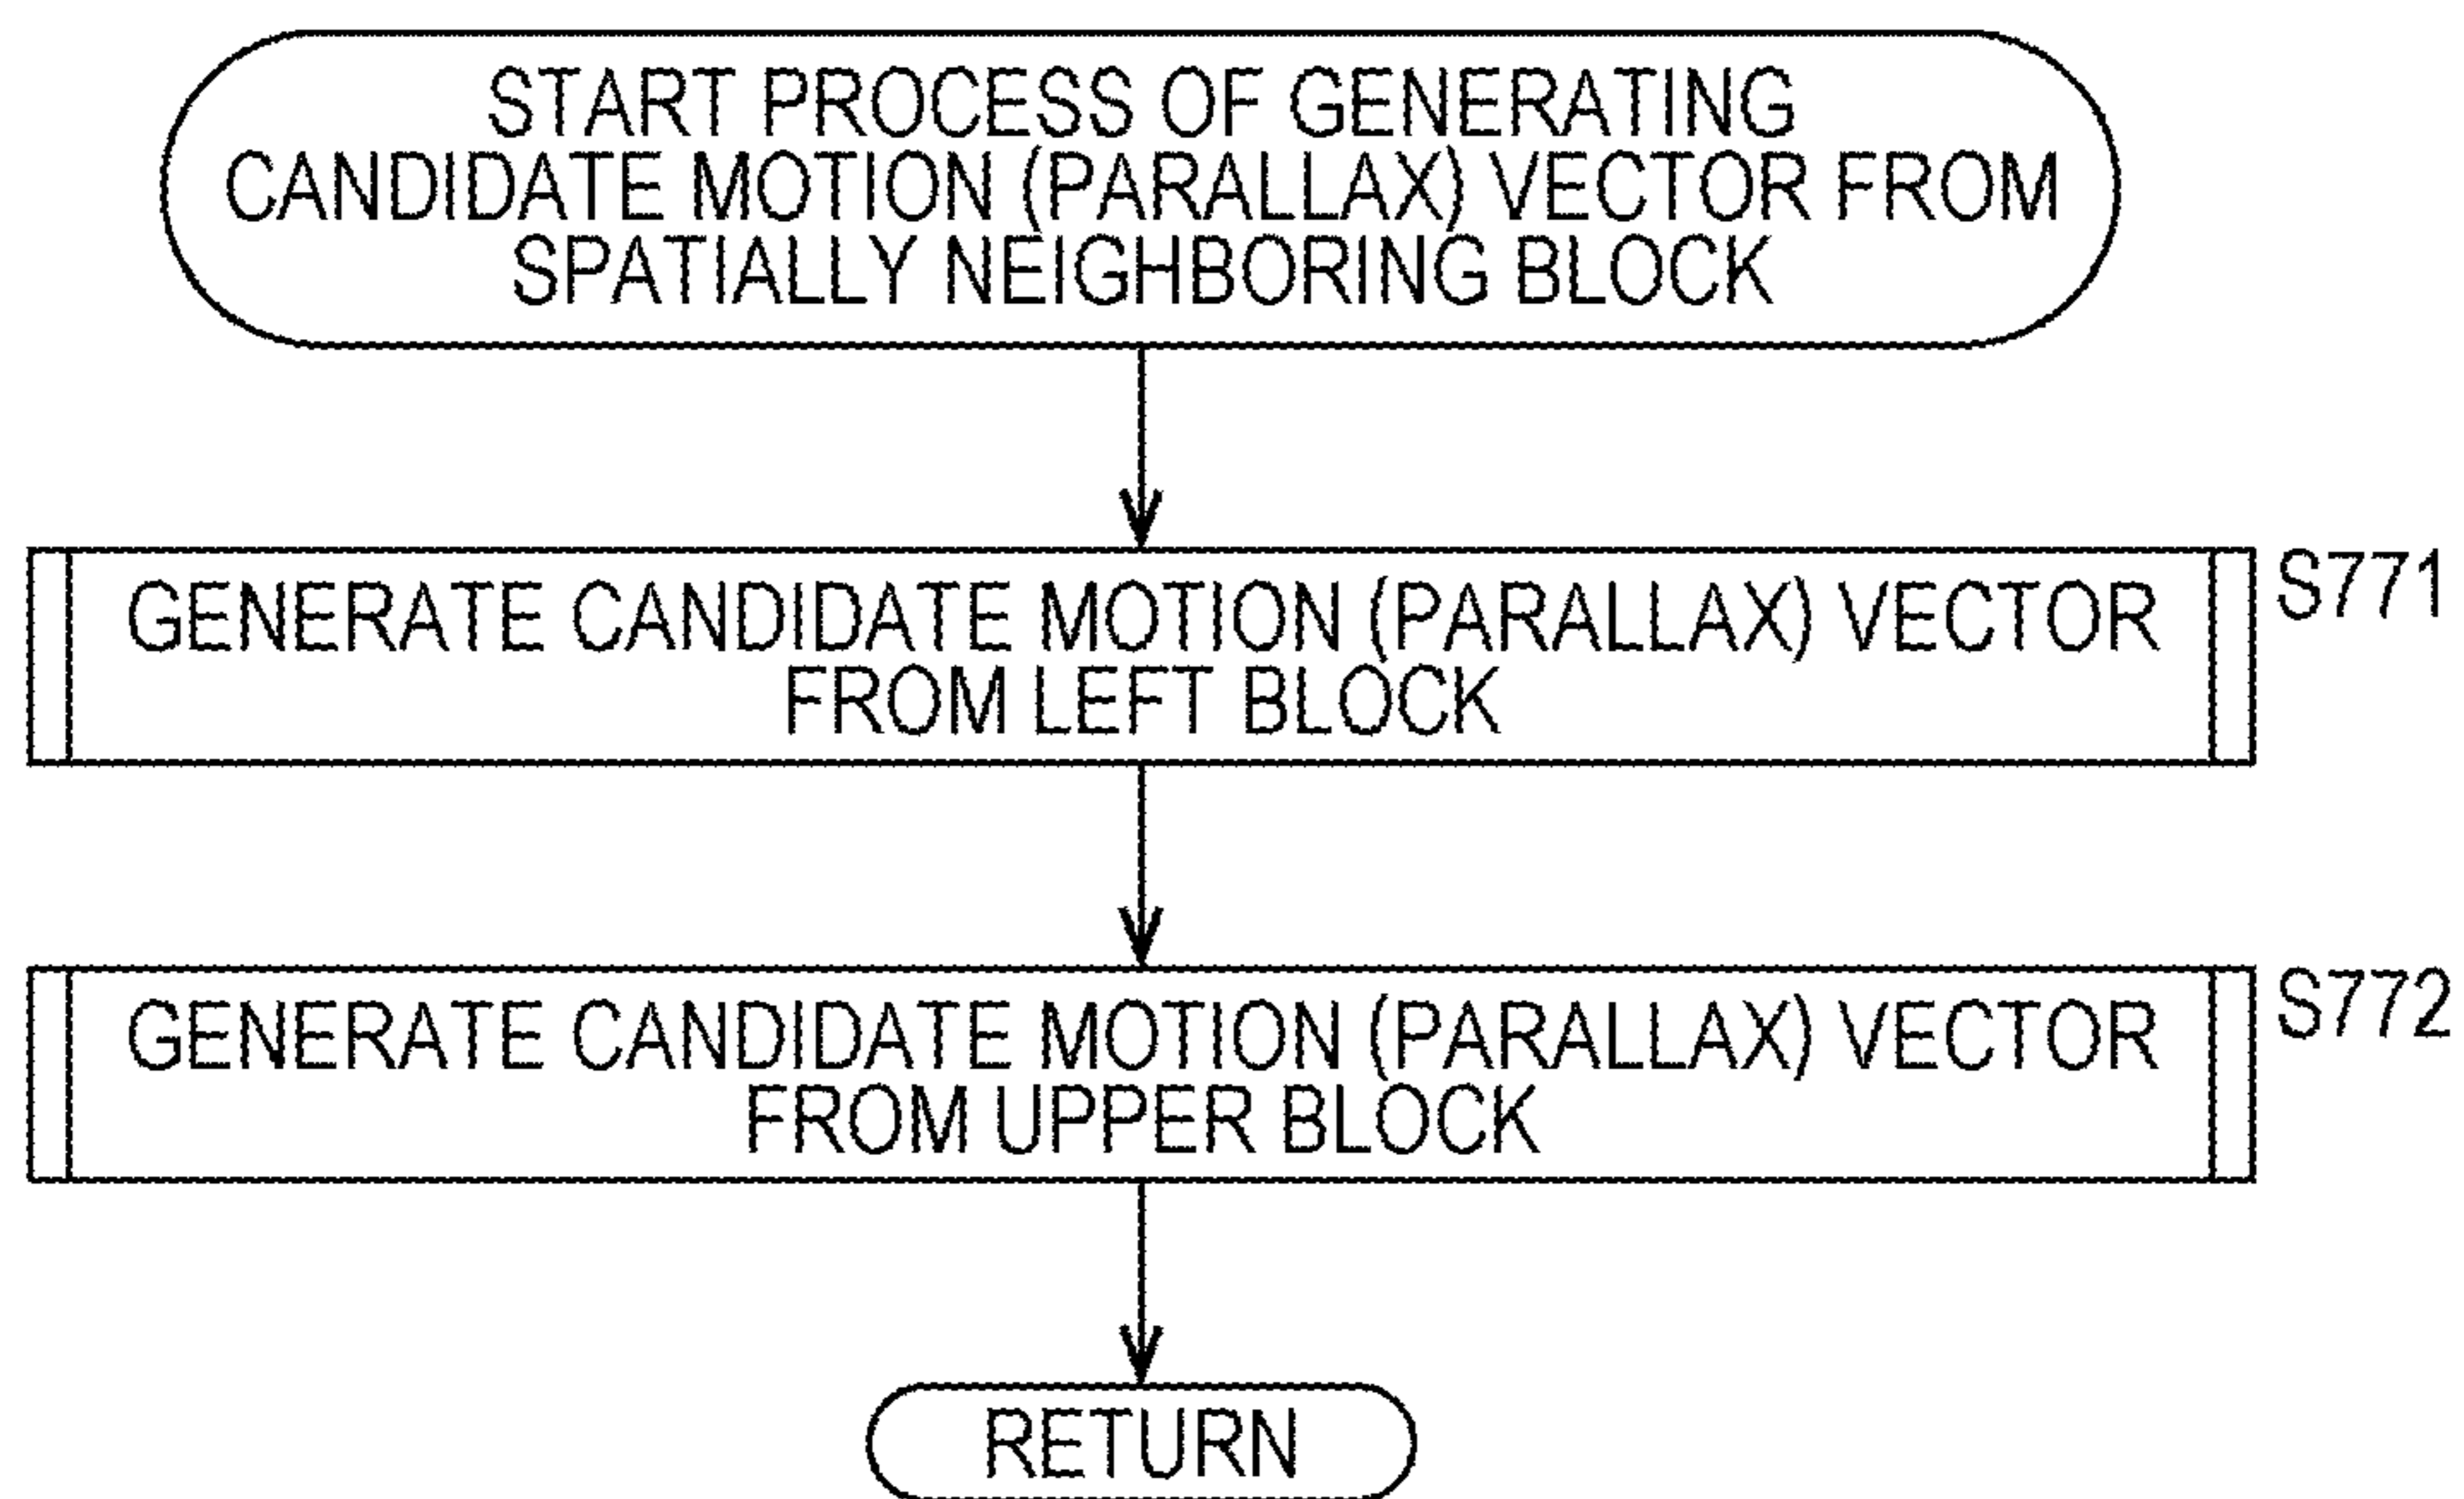 START PROCESS OF GENERATING
CANDIDATE MOTION (PARALLAX) VECTOR FROM
SPATIALLY NEIGHBORING BLOCK
GENERATE CANDIDATE MOTION (PARALLAX) VECTOR
FROM LEFT BLOCK
S771
GENERATE CANDIDATE MOTION (PARALLAX) VECTOR
FROM UPPER BLOCK
S772
RETURN